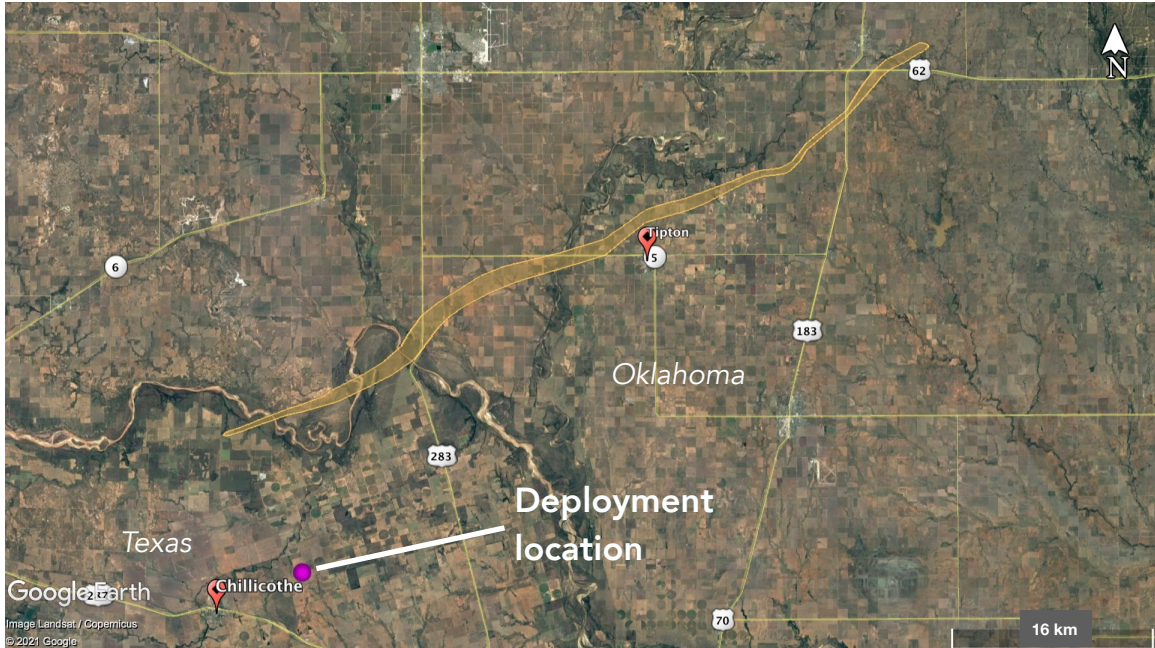 N
62
Tipton
5
6
183
Oklahoma
283
Deployment
location
Texas
Chillicothe
Google Earth
Image Landsat / Copernicus
© 2021 Google
70
16 km